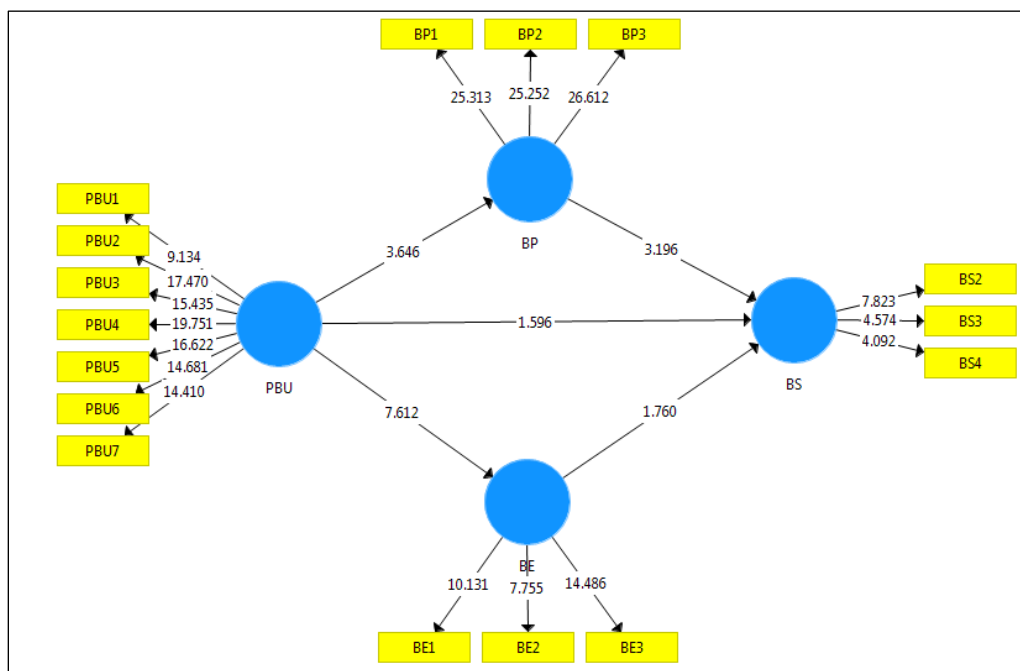 BP1 BP2 BP3
25.313 25.252 26.612
BP
PBU1
PBU2
PBU3
PBU4
PBU5
PBU6
PBU7
9.134
17.470
15.435
19.751
16.622
14.681
14.410
PBU
3.646
3.196
1.596
7.612
1.760
BS
7.823
4.574
4.092
BS2
BS3
BS4
BE
10.131 7.755 14.486
BE1 BE2 BE3